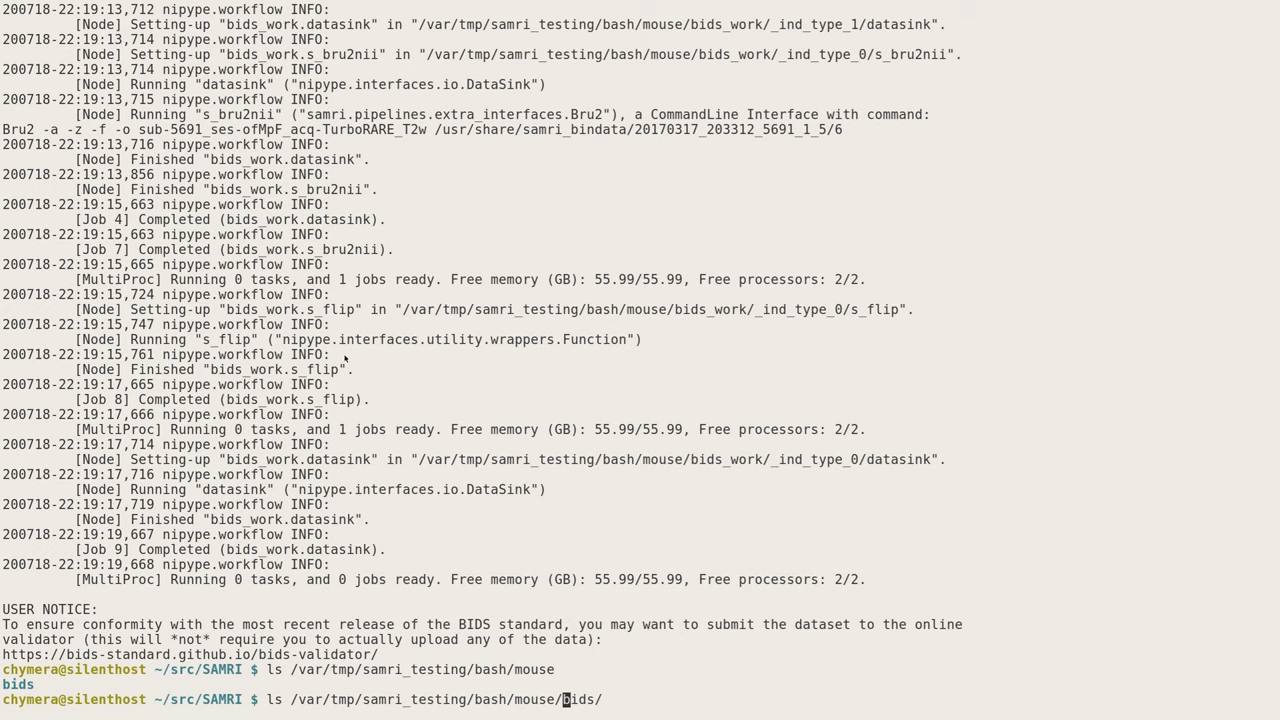 200718-22:19:13,712 nipype.workflow INFO:
[Node] Setting-up "bids_work.datasink" in "/var/tmp/samri_testing/bash/mouse/bids_work/_ind_type_1/datasink".
200718-22:19:13,714 nipype.workflow INFO:
[Node] Setting-up "bids_work.s_bru2nii" in "/var/tmp/samri_testing/bash/mouse/bids_work/_ind_type_0/s_bru2nii".
200718-22:19:13,714 nipype.workflow INFO:
[Node] Running "datasink" ("nipype.interfaces.io.DataSink")
200718-22:19:13,715 nipype.workflow INFO:
[Node] Running "s_bru2nii" ("samri.pipelines.extra_interfaces.Bru2"), a CommandLine Interface with command:
Bru2 -a -z -f -o sub-5691_ses-ofMpF_acq-TurboRARE_T2w /usr/share/samri_bindata/20170317_203312_5691_1_5/6
200718-22:19:13,716 nipype.workflow INFO:
[Node] Finished "bids_work.datasink".
200718-22:19:13,856 nipype.workflow INFO:
[Node] Finished "bids_work.s_bru2nii".
200718-22:19:15,663 nipype.workflow INFO:
[Job 4] Completed (bids_work.datasink).
200718-22:19:15,663 nipype.workflow INFO:
[Job 7] Completed (bids_work.s_bru2nii).
200718-22:19:15,665 nipype.workflow INFO:
[MultiProc] Running 0 tasks, and 1 jobs ready. Free memory (GB): 55.99/55.99, Free processors: 2/2.
200718-22:19:15,724 nipype.workflow INFO:
[Node] Setting-up "bids_work.s_flip" in "/var/tmp/samri_testing/bash/mouse/bids_work/_ind_type_0/s_flip".
200718-22:19:15,747 nipype.workflow INFO:
[Node] Running "s_flip" ("nipype.interfaces.utility.wrappers.Function")
200718-22:19:15,761 nipype.workflow INFO:
[Node] Finished "bids_work.s_flip".
200718-22:19:17,665 nipype.workflow INFO:
[Job 8] Completed (bids_work.s_flip).
200718-22:19:17,666 nipype.workflow INFO:
[MultiProc] Running 0 tasks, and 1 jobs ready. Free memory (GB): 55.99/55.99, Free processors: 2/2.
200718-22:19:17,714 nipype.workflow INFO:
[Node] Setting-up "bids_work.datasink" in "/var/tmp/samri_testing/bash/mouse/bids_work/_ind_type_0/datasink".
200718-22:19:17,716 nipype.workflow INFO:
[Node] Running "datasink" ("nipype.interfaces.io.DataSink")
200718-22:19:17,719 nipype.workflow INFO:
[Node] Finished "bids_work.datasink".
200718-22:19:19,667 nipype.workflow INFO:
[Job 9] Completed (bids_work.datasink).
200718-22:19:19,668 nipype.workflow INFO:
[MultiProc] Running 0 tasks, and 0 jobs ready. Free memory (GB): 55.99/55.99, Free processors: 2/2.
USER NOTICE:
To ensure conformity with the most recent release of the BIDS standard, you may want to submit the dataset to the online
validator (this will *not* require you to actually upload any of the data):
https://bids-standard.github.io/bids-validator/
chymera@silenthost ~/src/SAMRI $ ls /var/tmp/samri_testing/bash/mouse
bids
chymera@silenthost ~/src/SAMRI $ ls /var/tmp/samri_testing/bash/mouse/bids/